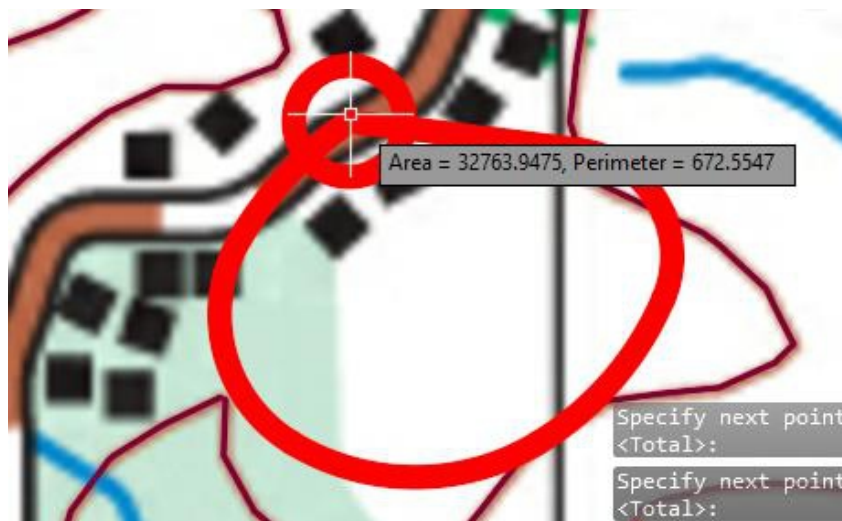 Area = 32763.9475, Perimeter = 672.5547
Specify next point
<Total>:
Specify next point
<Total>: